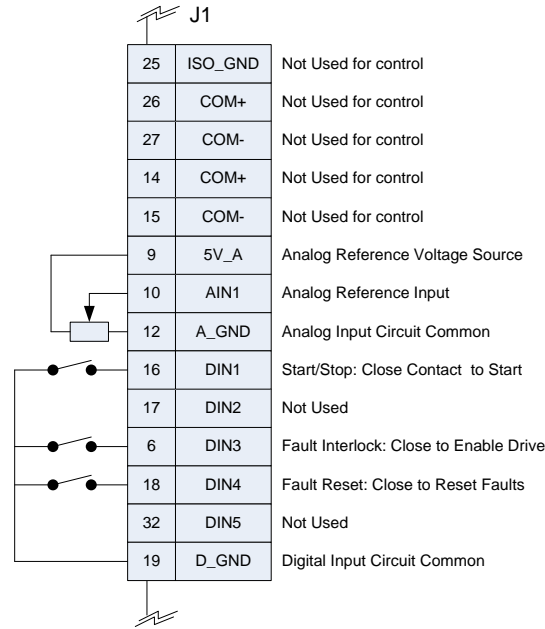 J1
25 ISO_GND Not Used for control
26 COM+ Not Used for control
27 COM- Not Used for control
14 COM+ Not Used for control
15 COM- Not Used for control
9 5V_A Analog Reference Voltage Source
10 AIN1 Analog Reference Input
12 A_GND Analog Input Circuit Common
16 DIN1 Start/Stop: Close Contact to Start
17 DIN2 Not Used
6 DIN3 Fault Interlock: Close to Enable Drive
18 DIN4 Fault Reset: Close to Reset Faults
32 DIN5 Not Used
19 D_GND Digital Input Circuit Common